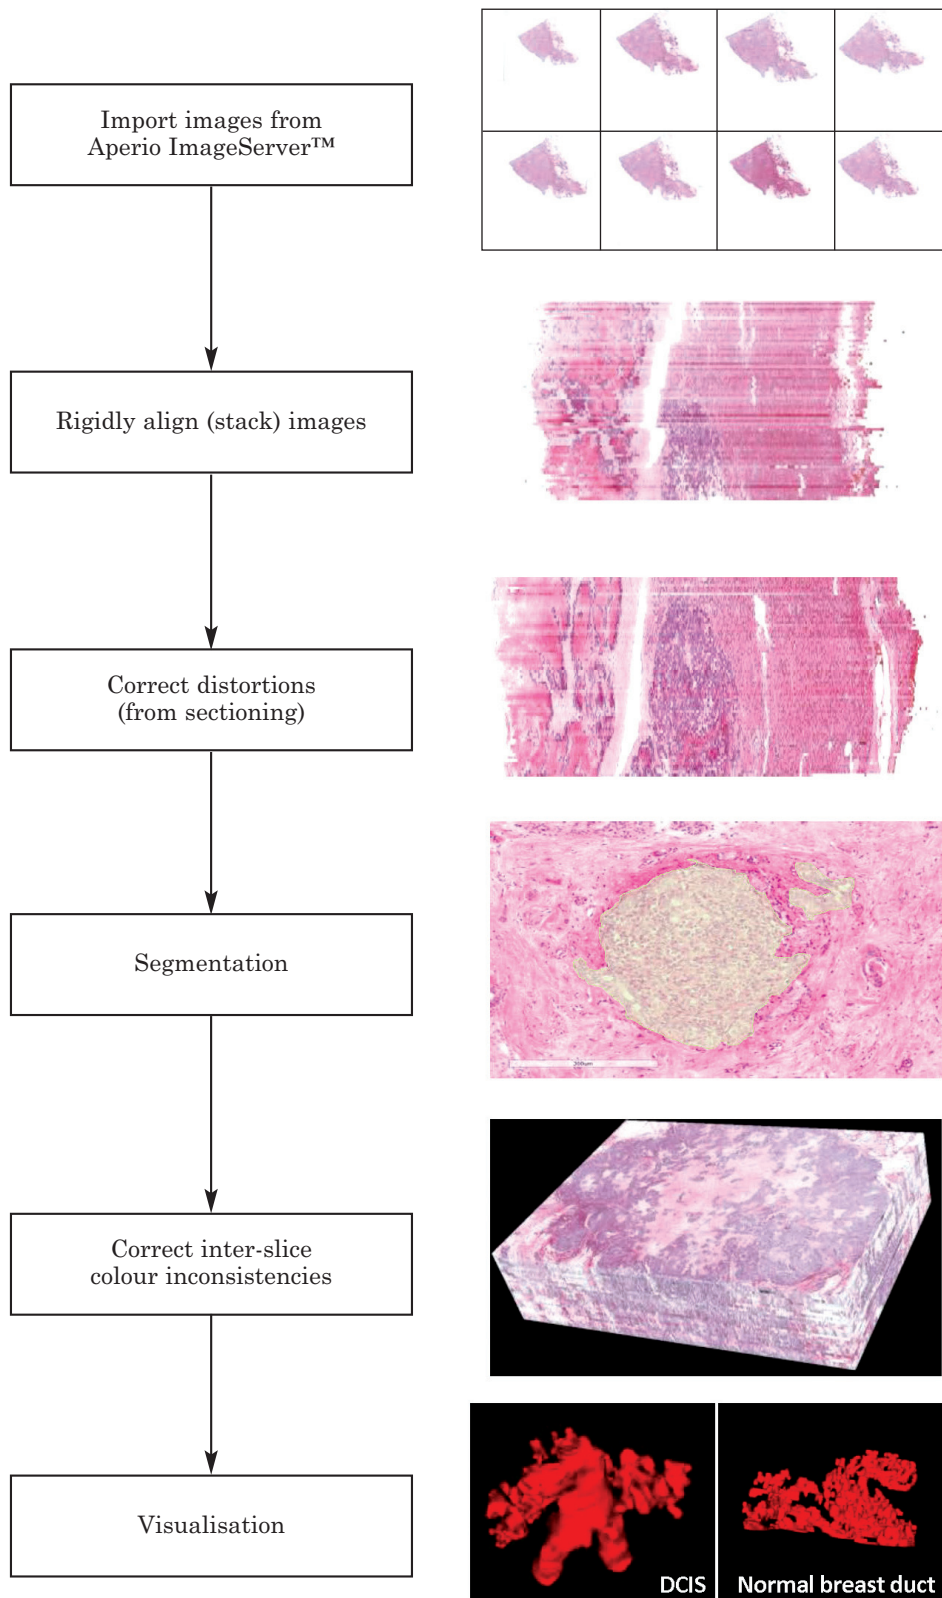 Import images from
Aperio ImageServer™
Rigidly align (stack) images
Correct distortions
(from sectioning)
Segmentation
Correct inter-slice
colour inconsistencies
Visualisation
DCIS
Normal breast duct